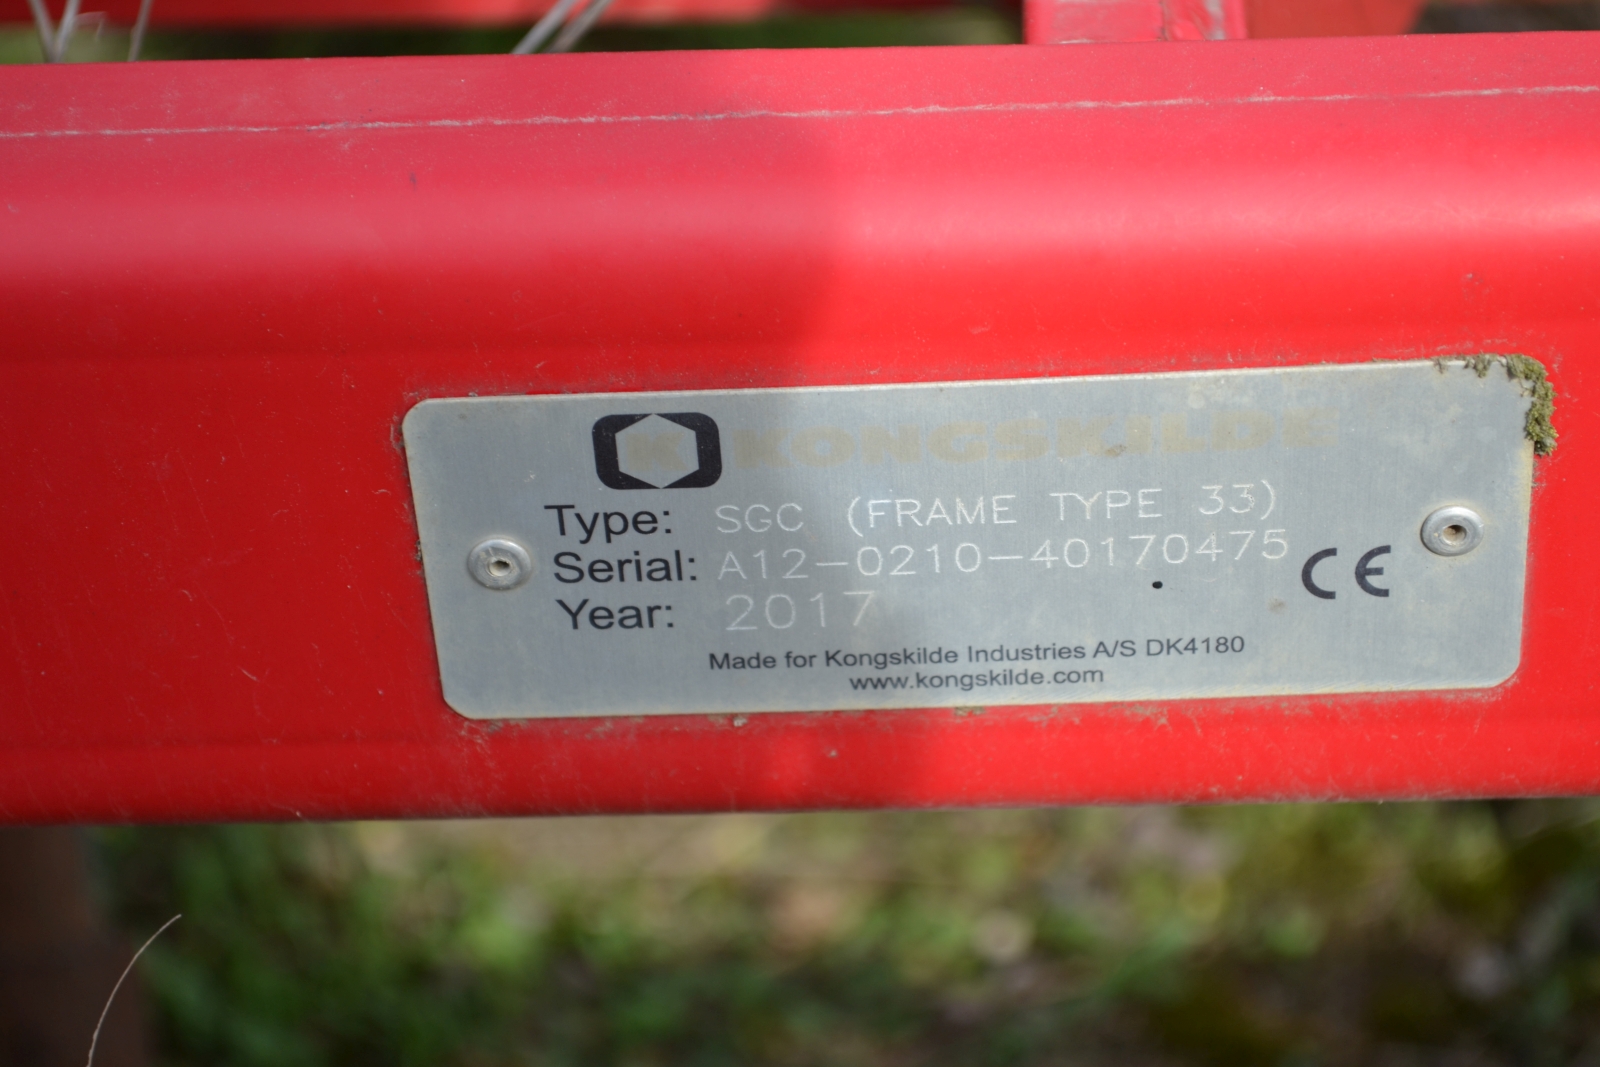 K KONGSKILDE
Type: SGC (FRAME TYPE 33)
Serial: A12-0210-40170475
Year: 2017
CE
Made for Kongskilde Industries A/S DK4180
www.kongskilde.com